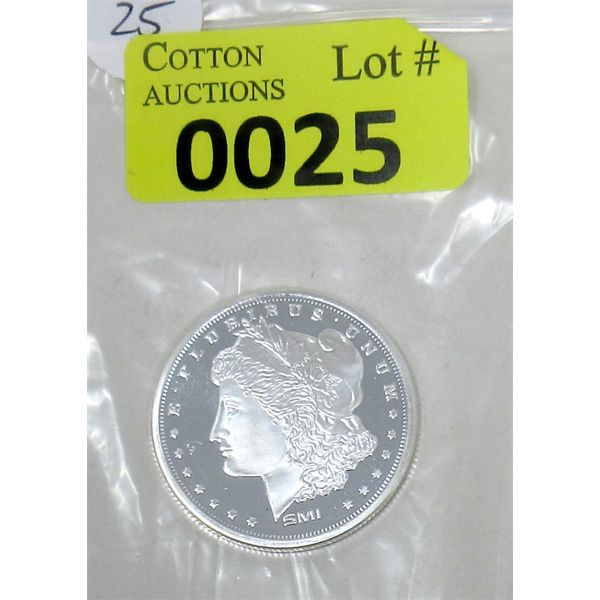 25
COTTON AUCTIONS
Lot #
0025
E · PLURIBUS · UNUM
SMI